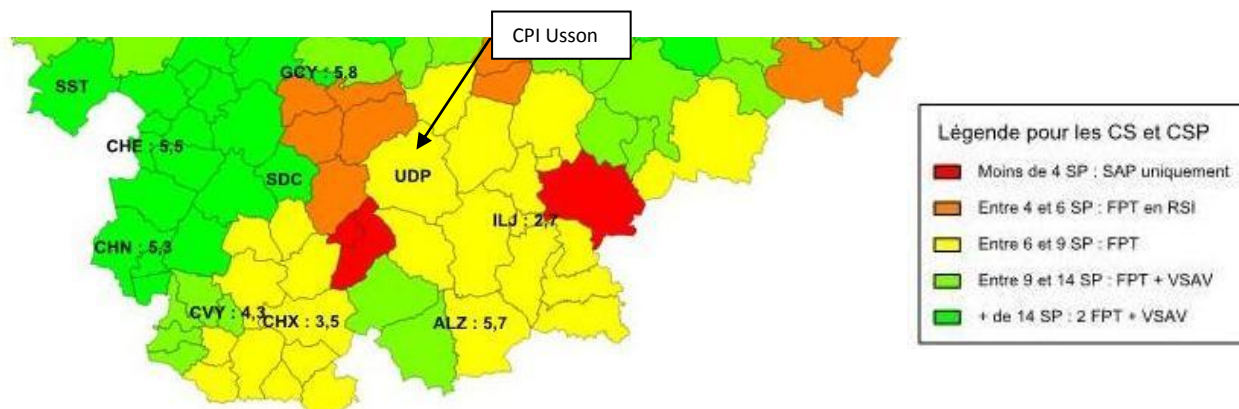 CPI Usson
GCY : 5,8
SST
CHE : 5,5
SDC
UDP
ILJ : 2,7
CHN : 5,3
CVY : 4,3
CHX : 3,5
ALZ : 5,7
Légende pour les CS et CSP
Moins de 4 SP : SAP uniquement
Entre 4 et 6 SP : FPT en RSI
Entre 6 et 9 SP : FPT
Entre 9 et 14 SP : FPT + VSAV
+ de 14 SP : 2 FPT + VSAV